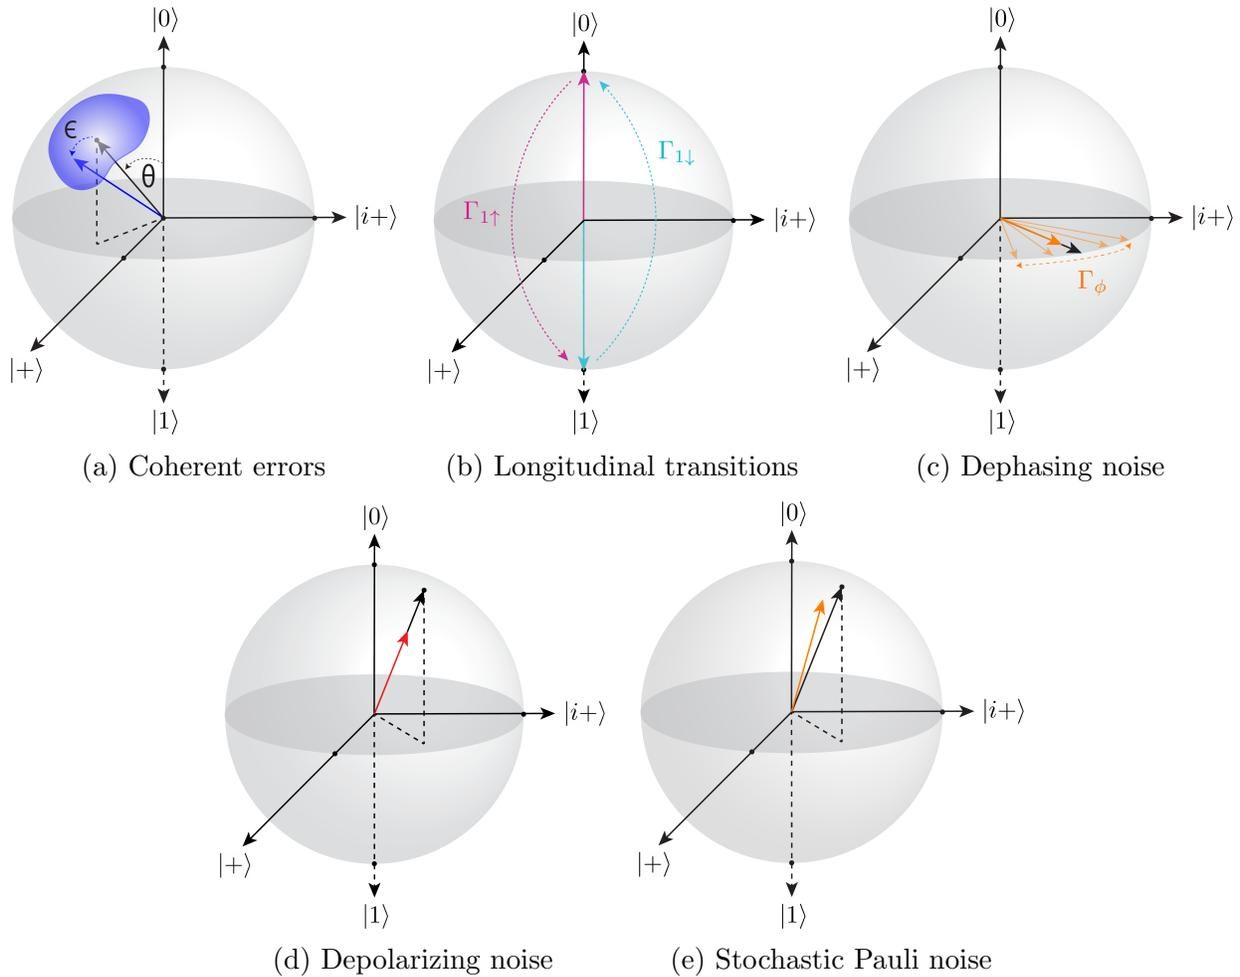 |0⟩ |0⟩ |0⟩
ϵ θ |i+⟩ |+⟩ |1⟩
Γ1↑ Γ1↓ |i+⟩ |+⟩ |1⟩
|i+⟩ Γϕ |+⟩ |1⟩
(a) Coherent errors (b) Longitudinal transitions (c) Dephasing noise
|0⟩ |0⟩
|i+⟩ |i+⟩
|+⟩ |+⟩
|1⟩ |1⟩
(d) Depolarizing noise (e) Stochastic Pauli noise